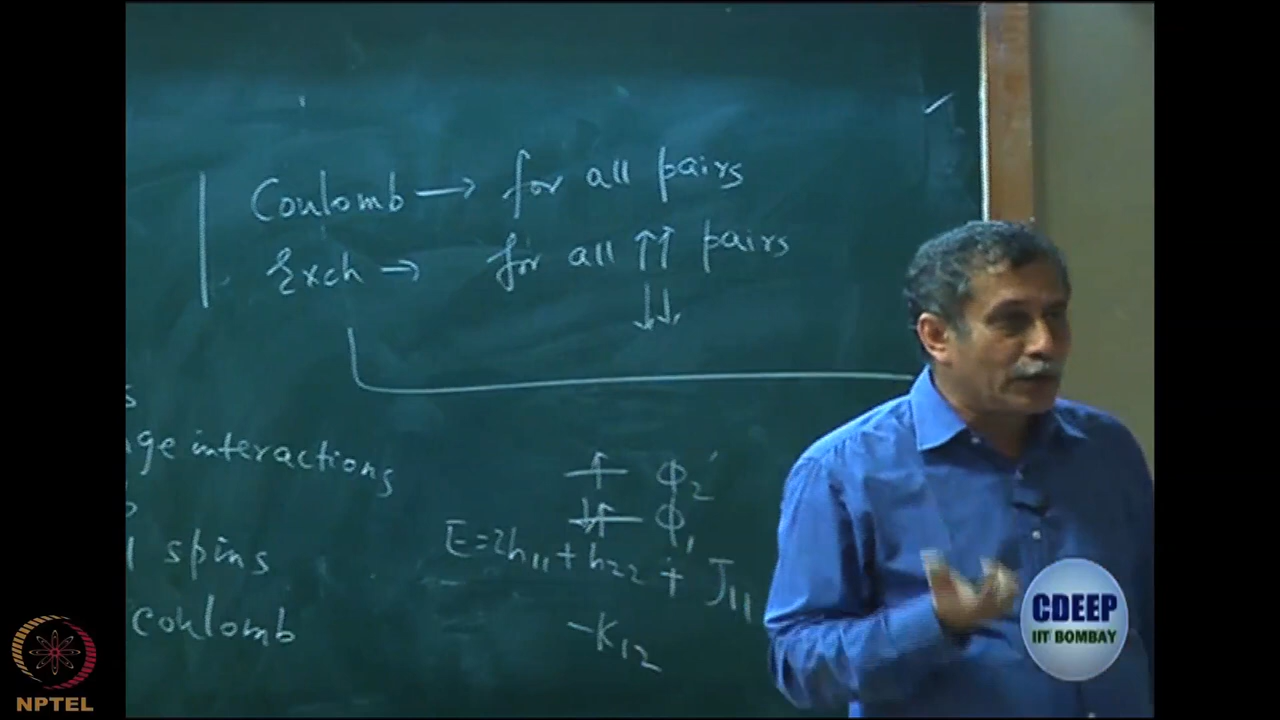 Coulomb → for all pairs
Exch → for all ↑↑ pairs
↓↓
ge interactions
spins
coulomb
ϕ2'
ϕ1
E=2h11+h22+J11
-K12
CDEEP
IIT BOMBAY
NPTEL